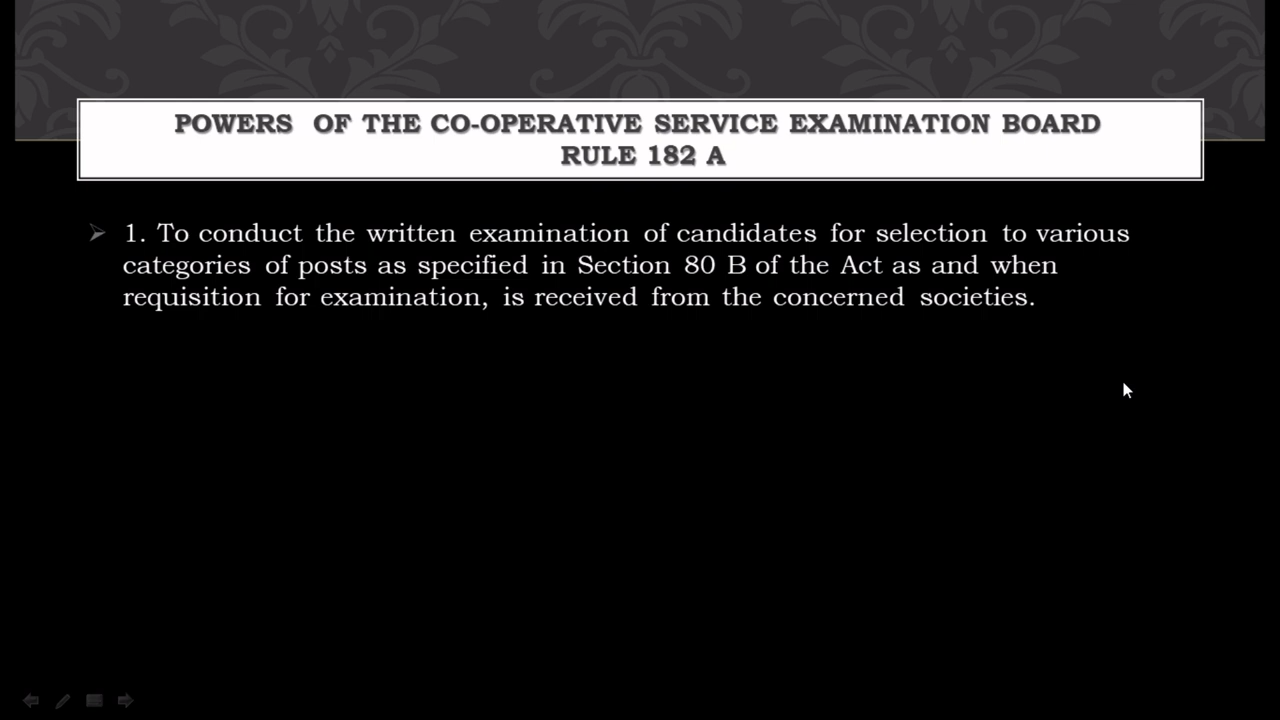 POWERS OF THE CO-OPERATIVE SERVICE EXAMINATION BOARD
RULE 182 A
1. To conduct the written examination of candidates for selection to various
categories of posts as specified in Section 80 B of the Act as and when
requisition for examination, is received from the concerned societies.